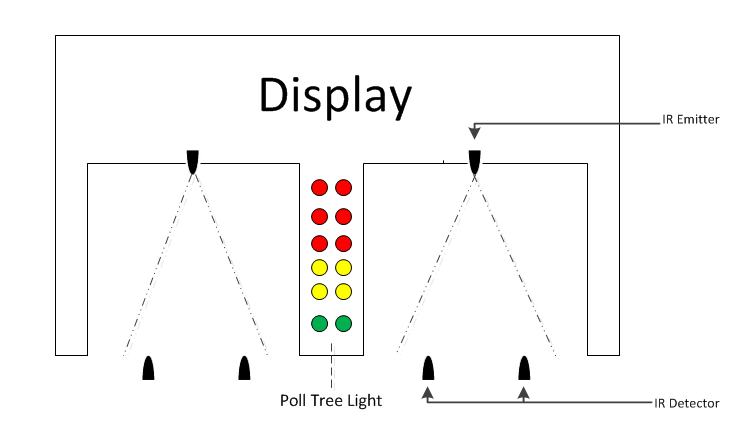 Display
IR Emitter
Poll Tree Light
IR Detector